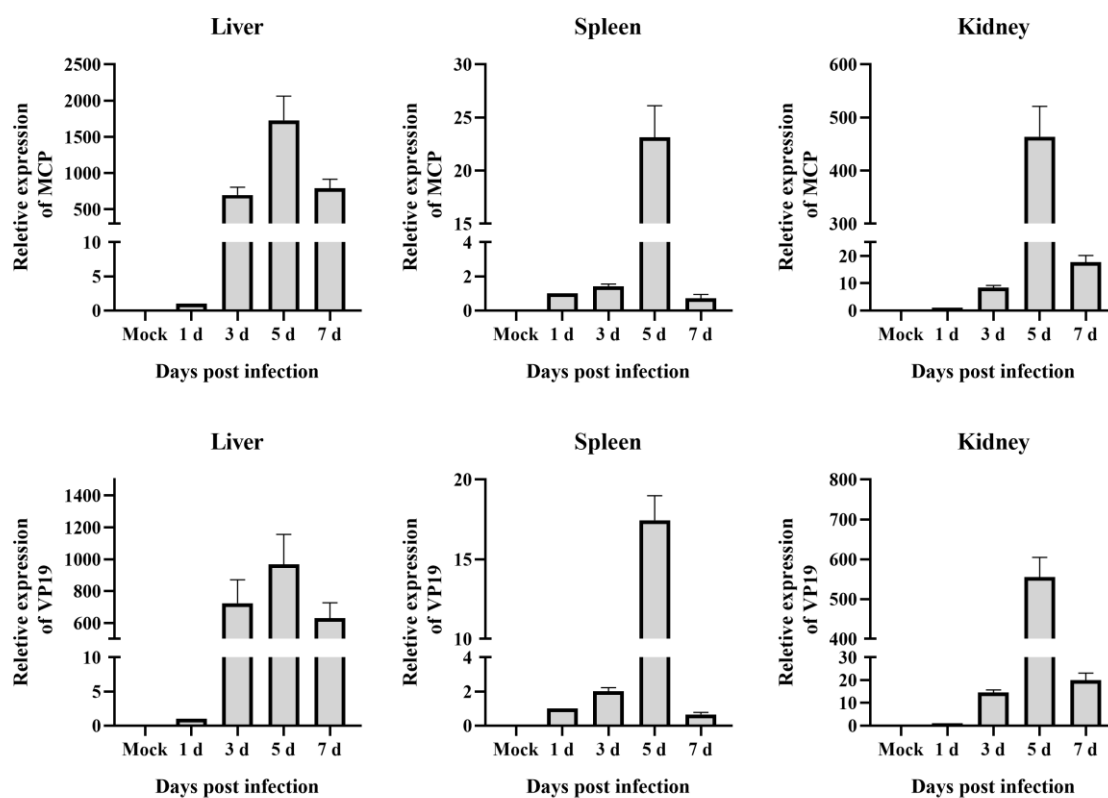 Liver
Reletive expression
of MCP
2500
2000
1500
1000
500
10
5
0
Mock 1 d 3 d 5 d 7 d
Days post infection
Spleen
Reletive expression
of MCP
30
25
20
15
4
2
0
Mock 1 d 3 d 5 d 7 d
Days post infection
Kidney
Reletive expression
of MCP
600
500
400
300
20
10
0
Mock 1 d 3 d 5 d 7 d
Days post infection
Liver
Reletive expression
of VP19
1400
1200
1000
800
600
10
5
0
Mock 1 d 3 d 5 d 7 d
Days post infection
Spleen
Reletive expression
of VP19
20
15
10
4
2
0
Mock 1 d 3 d 5 d 7 d
Days post infection
Kidney
Reletive expression
of VP19
800
700
600
500
400
30
20
10
0
Mock 1 d 3 d 5 d 7 d
Days post infection